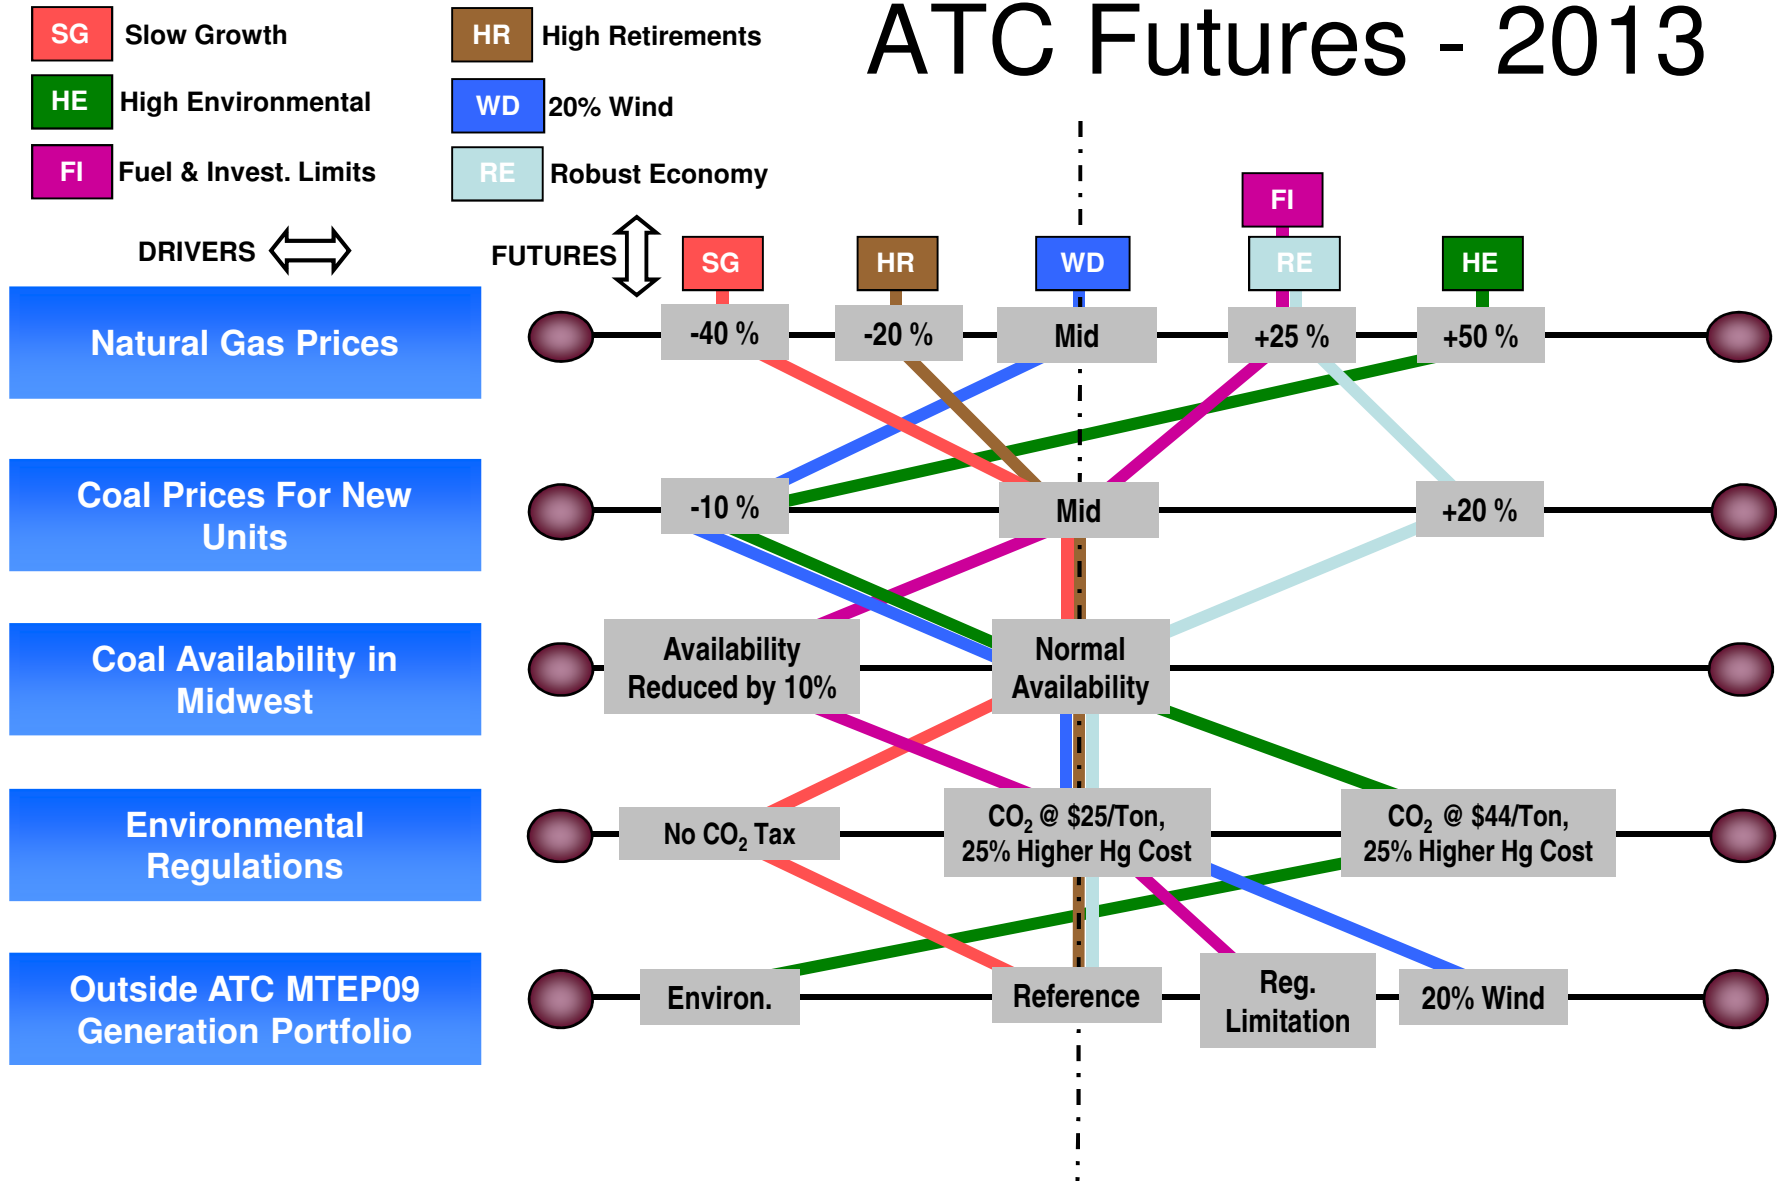 ATC Futures - 2013
SG Slow Growth
HR High Retirements
HE High Environmental
WD 20% Wind
FI Fuel & Invest. Limits
RE Robust Economy
DRIVERS
FUTURES
FI
SG HR WD RE HE
Natural Gas Prices
-40 % -20 % Mid +25 % +50 %
Coal Prices For New
Units
-10 % Mid +20 %
Coal Availability in
Midwest
Availability
Reduced by 10%
Normal
Availability
Environmental
Regulations
No CO2 Tax
CO2 @ $25/Ton,
25% Higher Hg Cost
CO2 @ $44/Ton,
25% Higher Hg Cost
Outside ATC MTEP09
Generation Portfolio
Environ.
Reference
Reg.
Limitation
20% Wind